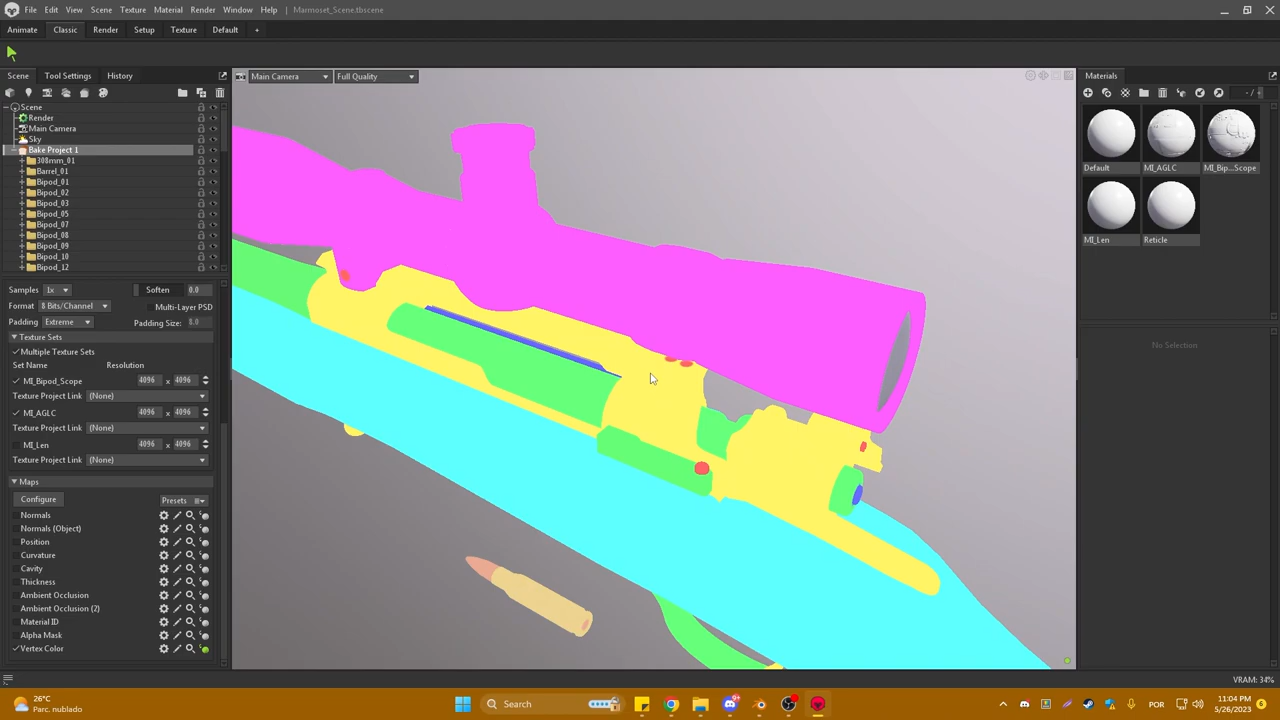 File Edit View Scene Texture Material Render Window Help Marmoset_Scene.tbscene
Animate Classic Render Setup Texture Default +
Scene Tool Settings History
Main Camera Full Quality
Materials
- /
Scene
Render
Main Camera
Sky
Bake Project 1
308mm_01
Barrel_01
Bipod_01
Bipod_02
Bipod_03
Bipod_05
Bipod_07
Bipod_08
Bipod_09
Bipod_10
Bipod_12
Samples 1x Soften 0.0
Format 8 Bits/Channel Multi-Layer PSD
Padding Extreme Padding Size: 8.0
Texture Sets
Multiple Texture Sets
Set Name Resolution
MI_Bipod_Scope 4096 x 4096
Texture Project Link (None)
MI_AGLC 4096 x 4096
Texture Project Link (None)
MI_Len 4096 x 4096
Texture Project Link (None)
Maps
Configure Presets
Normals
Normals (Object)
Position
Curvature
Cavity
Thickness
Ambient Occlusion
Ambient Occlusion (2)
Material ID
Alpha Mask
Vertex Color
Default MI_AGLC MI_Bip...Scope
MI_Len Reticle
No Selection
VRAM: 34%
26°C
Parc. nublado
Search
POR
11:04 PM
5/26/2023
6